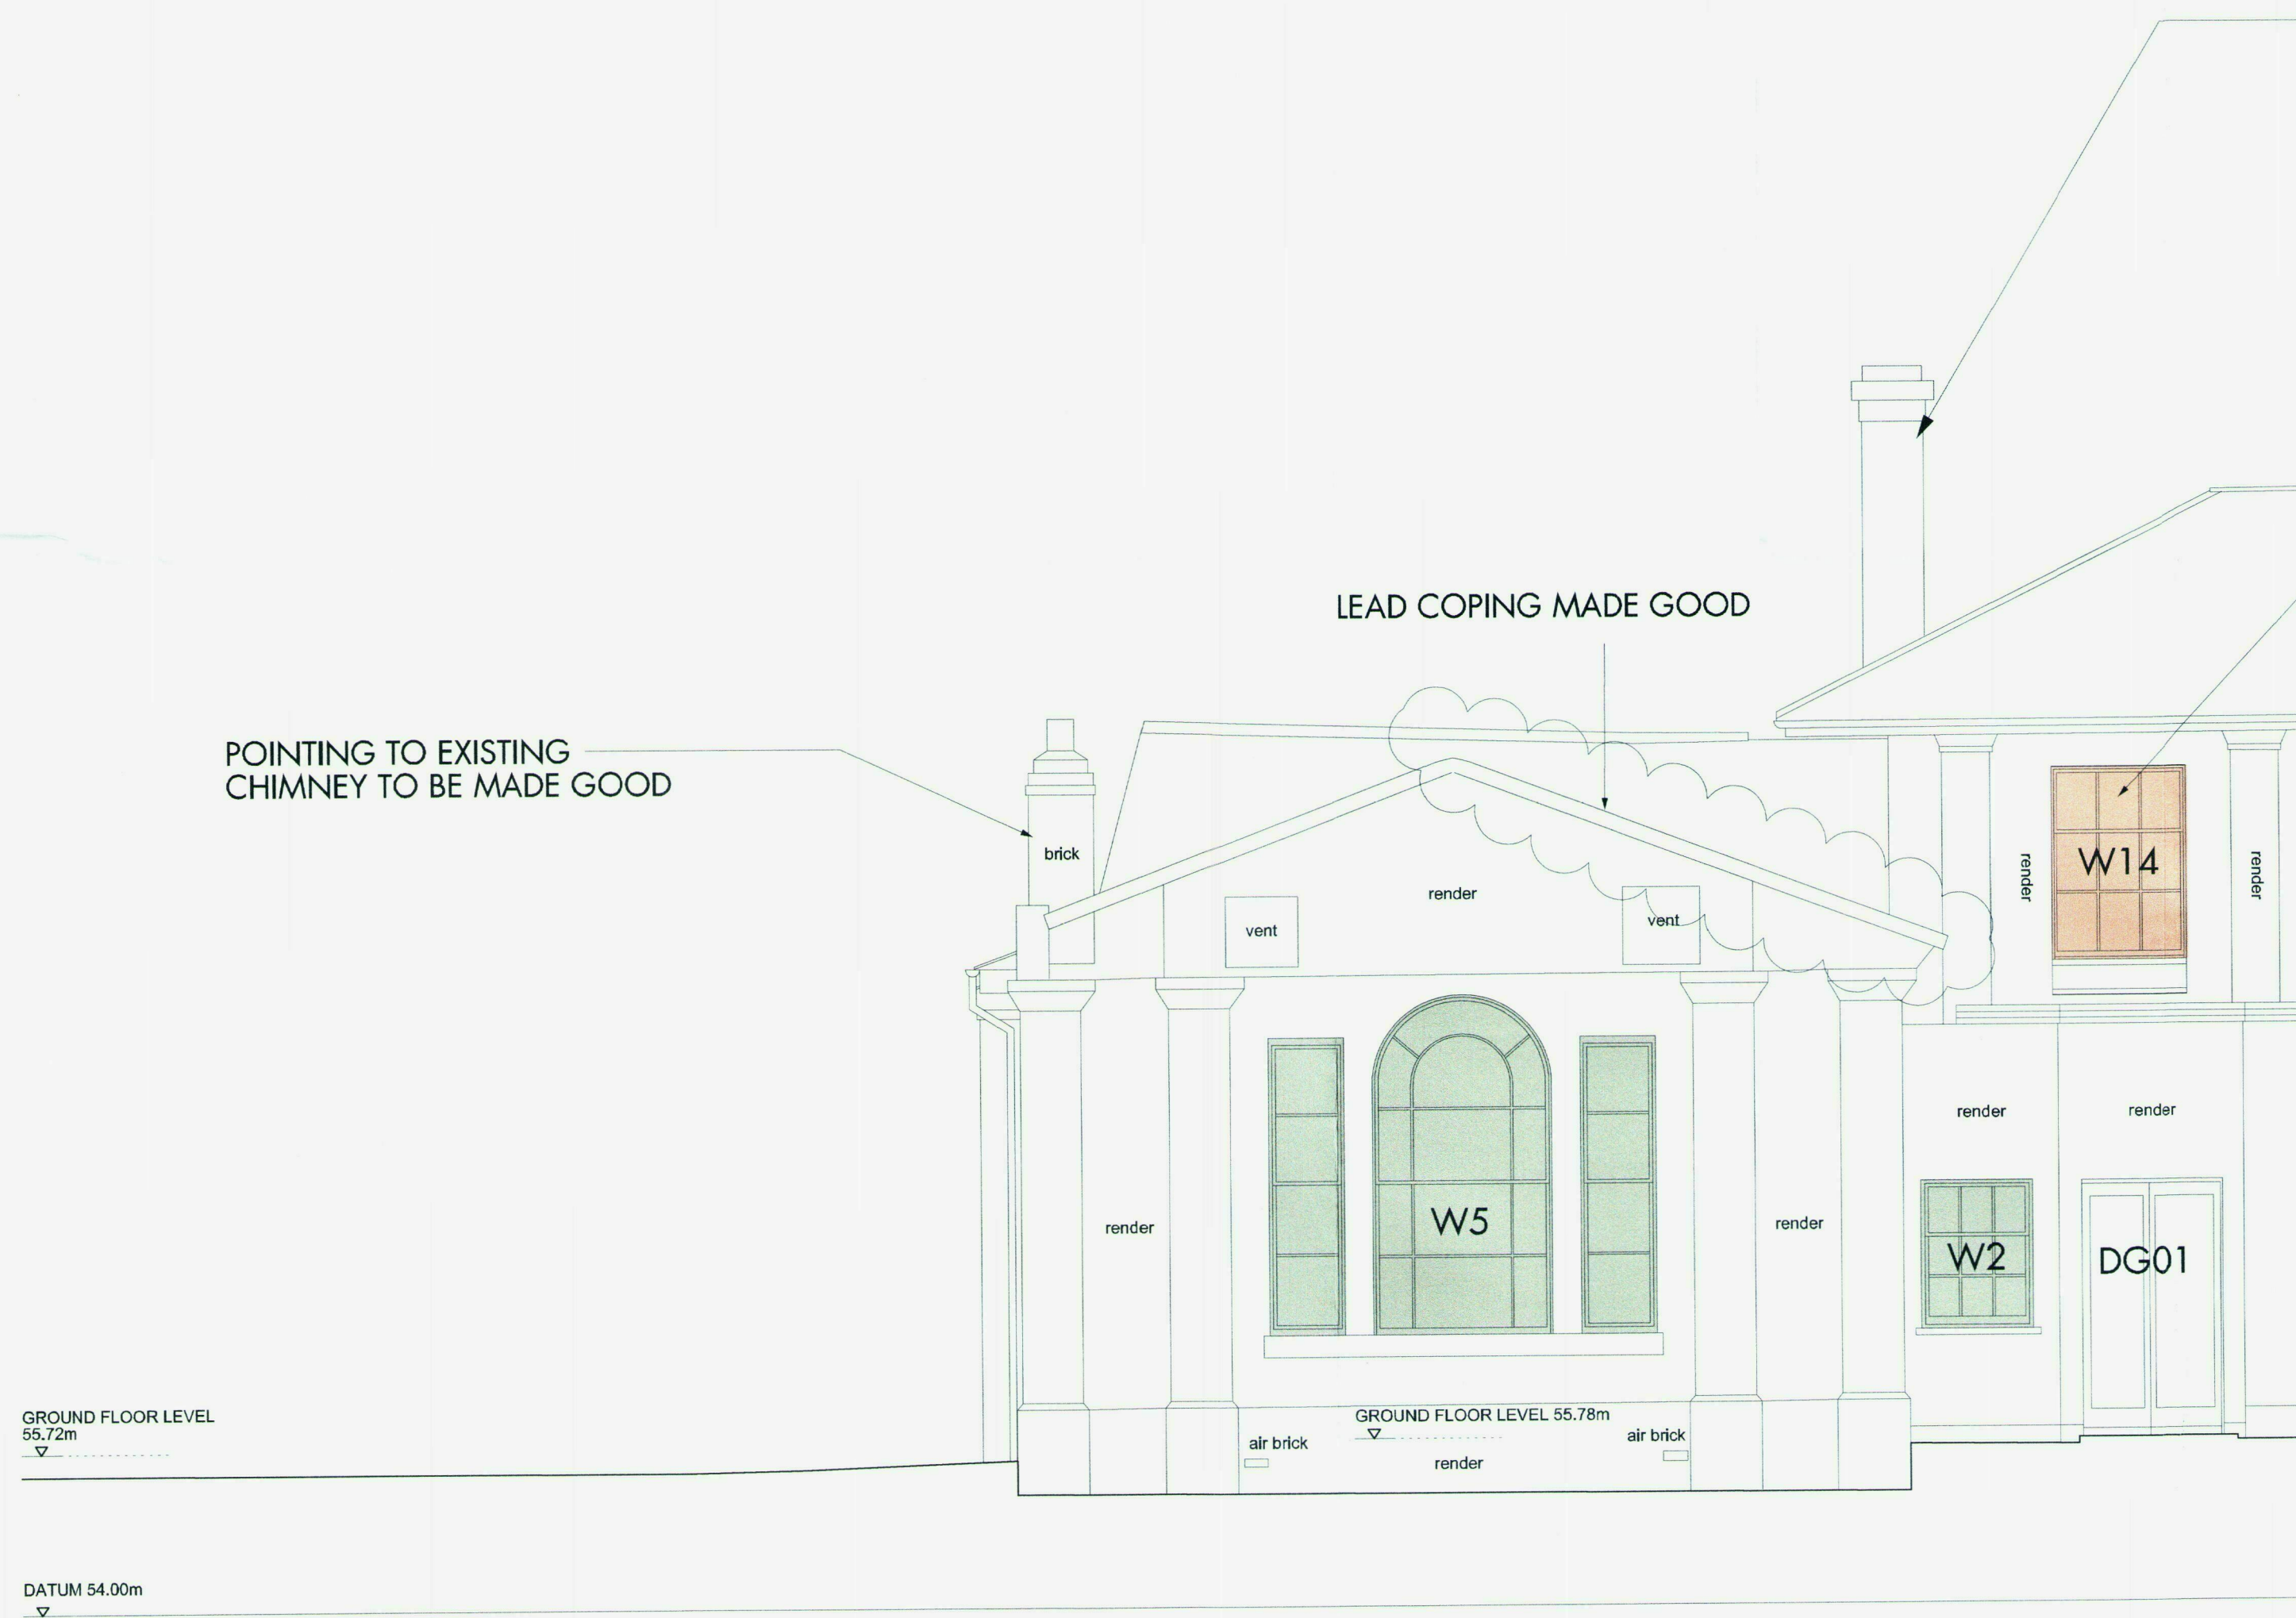 LEAD COPING MADE GOOD
POINTING TO EXISTING
CHIMNEY TO BE MADE GOOD
brick
render
vent
vent
render
W14
render
render
render
W5
render
render
W2
DG01
GROUND FLOOR LEVEL
55.72m
GROUND FLOOR LEVEL 55.78m
air brick
air brick
render
DATUM 54.00m